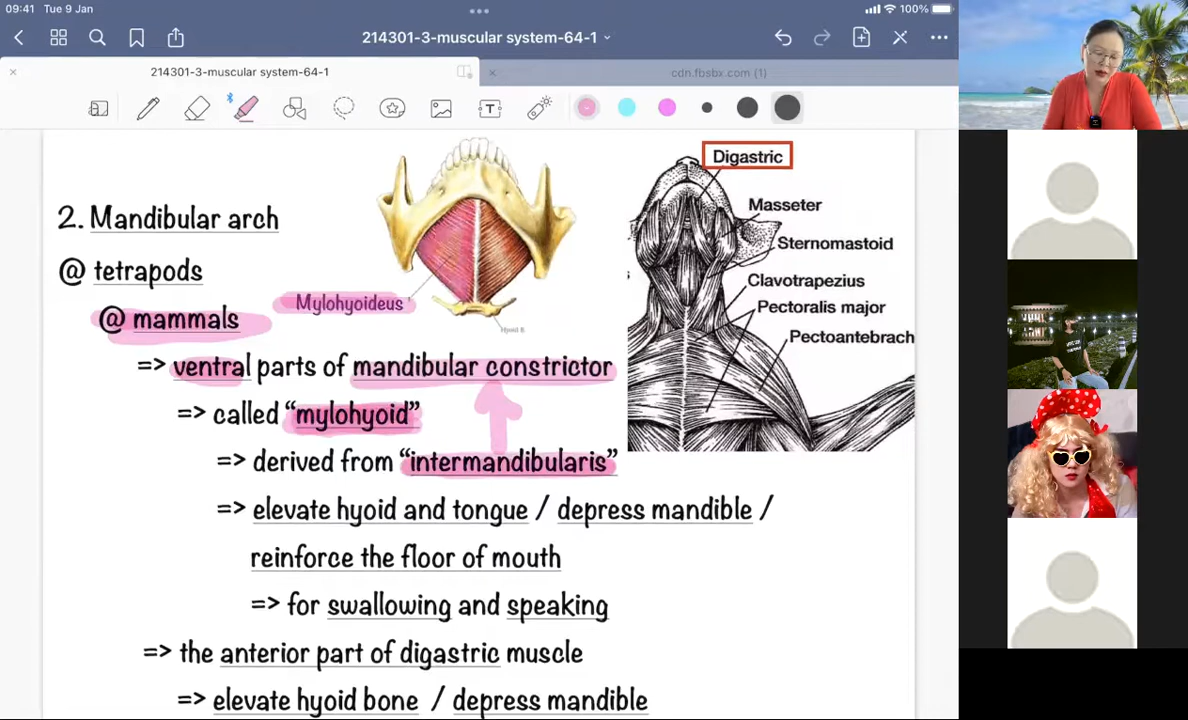 09:41 Tue 9 Jan
100%
214301-3-muscular system-64-1
214301-3-muscular system-64-1
cdn.fbsbx.com (1)
2. Mandibular arch
@ tetrapods
@ mammals
Mylohyoideus
=> ventral parts of mandibular constrictor
=> called “mylohyoid”
=> derived from “intermandibularis”
=> elevate hyoid and tongue / depress mandible /
reinforce the floor of mouth
=> for swallowing and speaking
=> the anterior part of digastric muscle
=> elevate hyoid bone / depress mandible
Hyoid B
Digastric
Masseter
Sternomastoid
Clavotrapezius
Pectoralis major
Pectoantebrach